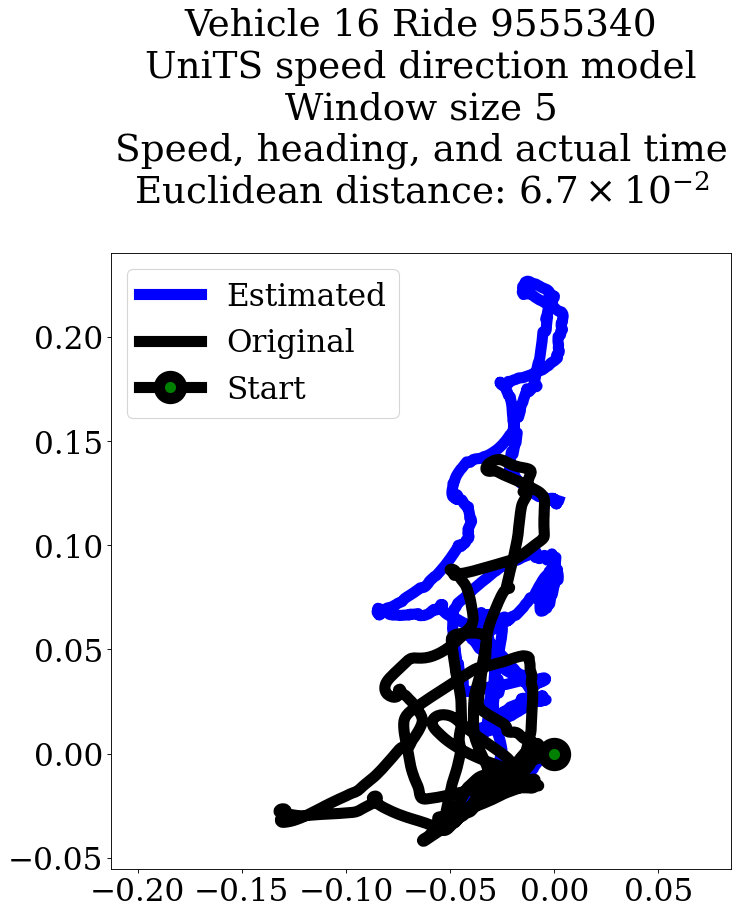 Vehicle 16 Ride 9555340
UniTS speed direction model
Window size 5
Speed, heading, and actual time
Euclidean distance: 6.7 × 10⁻²
Estimated
Original
Start
0.20
0.15
0.10
0.05
0.00
−0.05
−0.20 −0.15 −0.10 −0.05 0.00 0.05